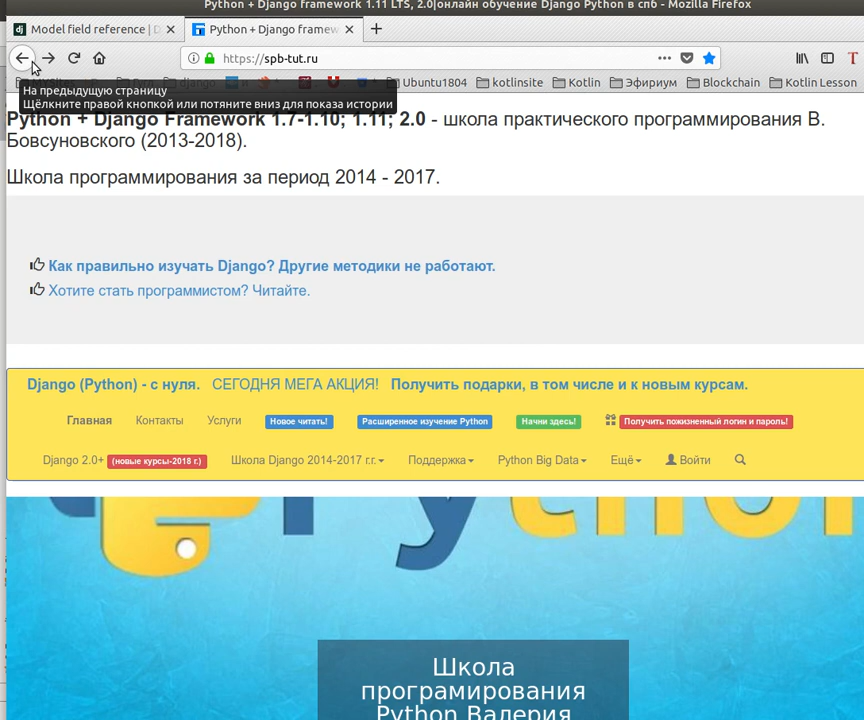 Python + Django framework 1.11 LTS, 2.0|онлайн обучение Django Python в спб - Mozilla Firefox
Model field reference | D
Python + Django framew
https://spb-tut.ru
django
Ubuntu1804
kotlinsite
Kotlin
Эфириум
Blockchain
Kotlin Lesson
На предыдущую страницу
Щёлкните правой кнопкой или потяните вниз для показа истории
Python + Django Framework 1.7-1.10; 1.11; 2.0 - школа практического программирования В.
Бовсуновского (2013-2018).
Школа программирования за период 2014 - 2017.
Как правильно изучать Django? Другие методики не работают.
Хотите стать программистом? Читайте.
Django (Python) - с нуля. СЕГОДНЯ МЕГА АКЦИЯ! Получить подарки, в том числе и к новым курсам.
Главная Контакты Услуги Новое читать! Расширенное изучение Python Начни здесь! Получить пожизненный логин и пароль!
Django 2.0+ (новые курсы-2018 г.) Школа Django 2014-2017 г.г. Поддержка Python Big Data Ещё Войти
Python
Школа
програмирования
Python Валерия